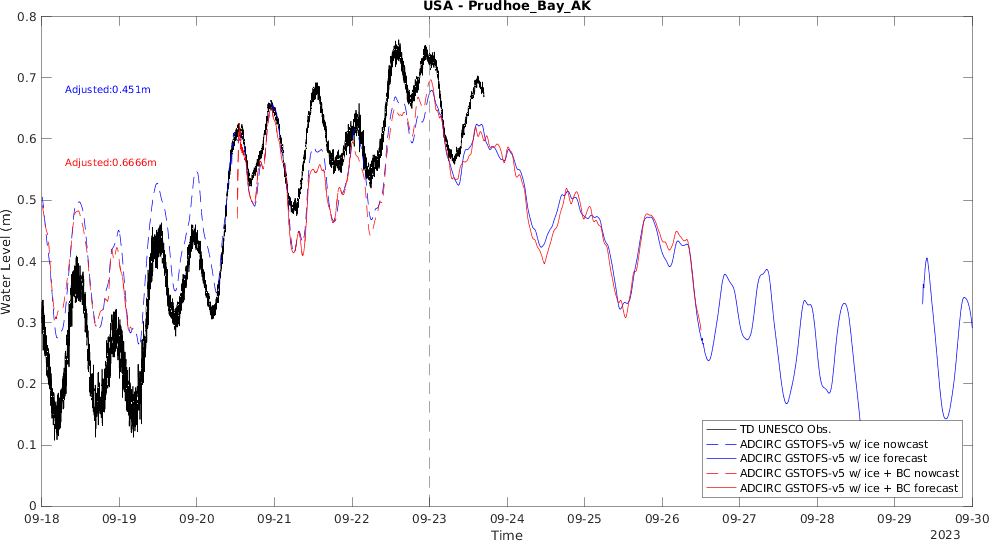 USA - Prudhoe_Bay_AK
0.8
0.7
0.6
0.5
0.4
0.3
0.2
0.1
0
Water Level (m)
Adjusted:0.451m
Adjusted:0.6666m
TD UNESCO Obs.
ADCIRC GSTOFS-v5 w/ ice nowcast
ADCIRC GSTOFS-v5 w/ ice forecast
ADCIRC GSTOFS-v5 w/ ice + BC nowcast
ADCIRC GSTOFS-v5 w/ ice + BC forecast
09-18 09-19 09-20 09-21 09-22 09-23 09-24 09-25 09-26 09-27 09-28 09-29 09-30
Time
2023